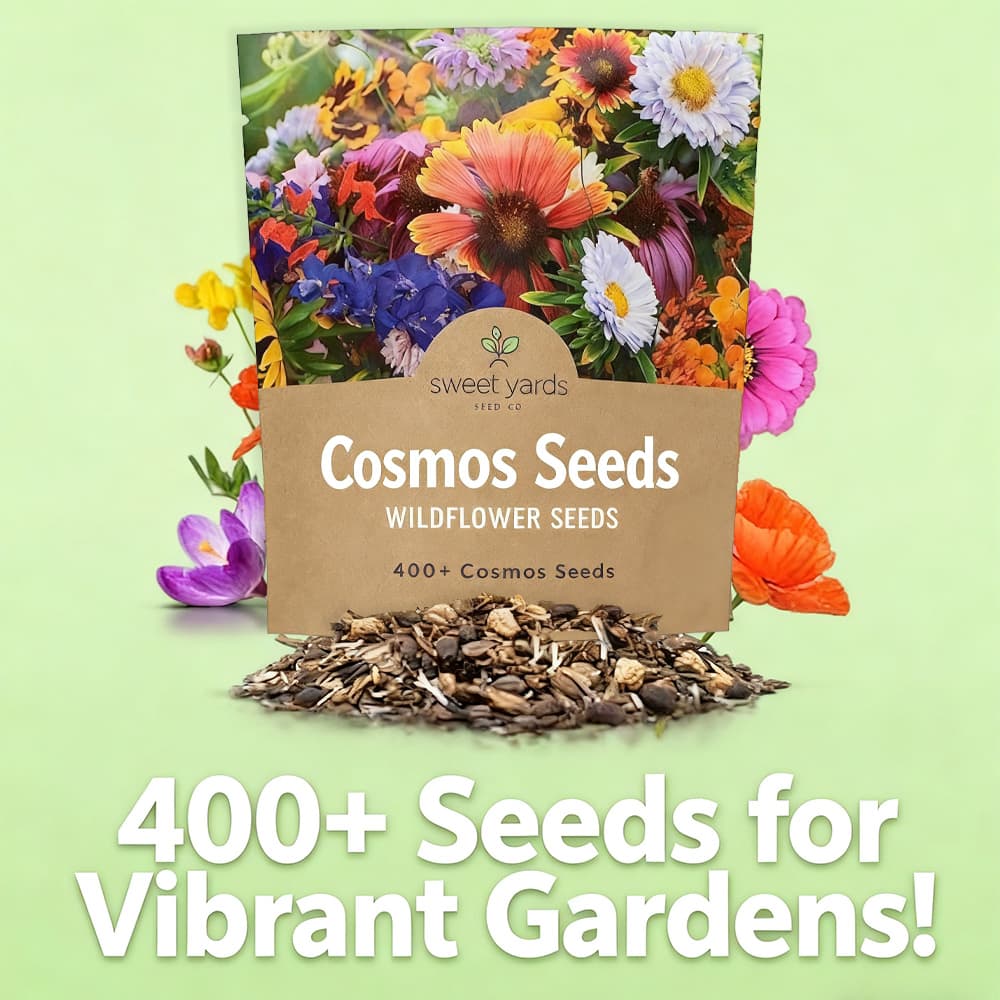 sweet yards
SEED CO
Cosmos Seeds
WILDFLOWER SEEDS
400+ Cosmos Seeds
400+ Seeds for
Vibrant Gardens!